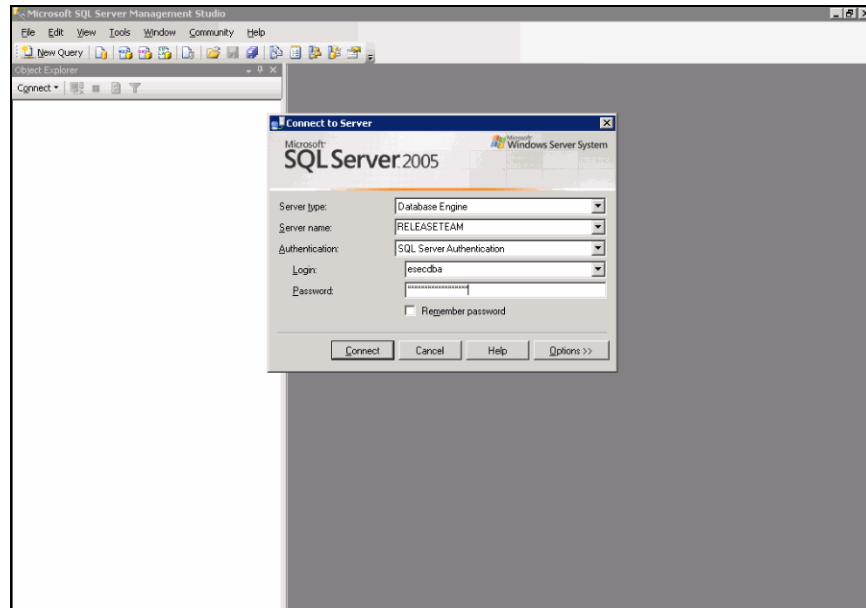 Microsoft SQL Server Management Studio
File Edit View Tools Window Community Help
New Query
Object Explorer
Connect
Connect to Server
Microsoft
SQL Server 2005
Microsoft
Windows Server System
Server type: Database Engine
Server name: RELEASETEAM
Authentication: SQL Server Authentication
Login: esecdba
Password: ****************
Remember password
Connect Cancel Help Options >>